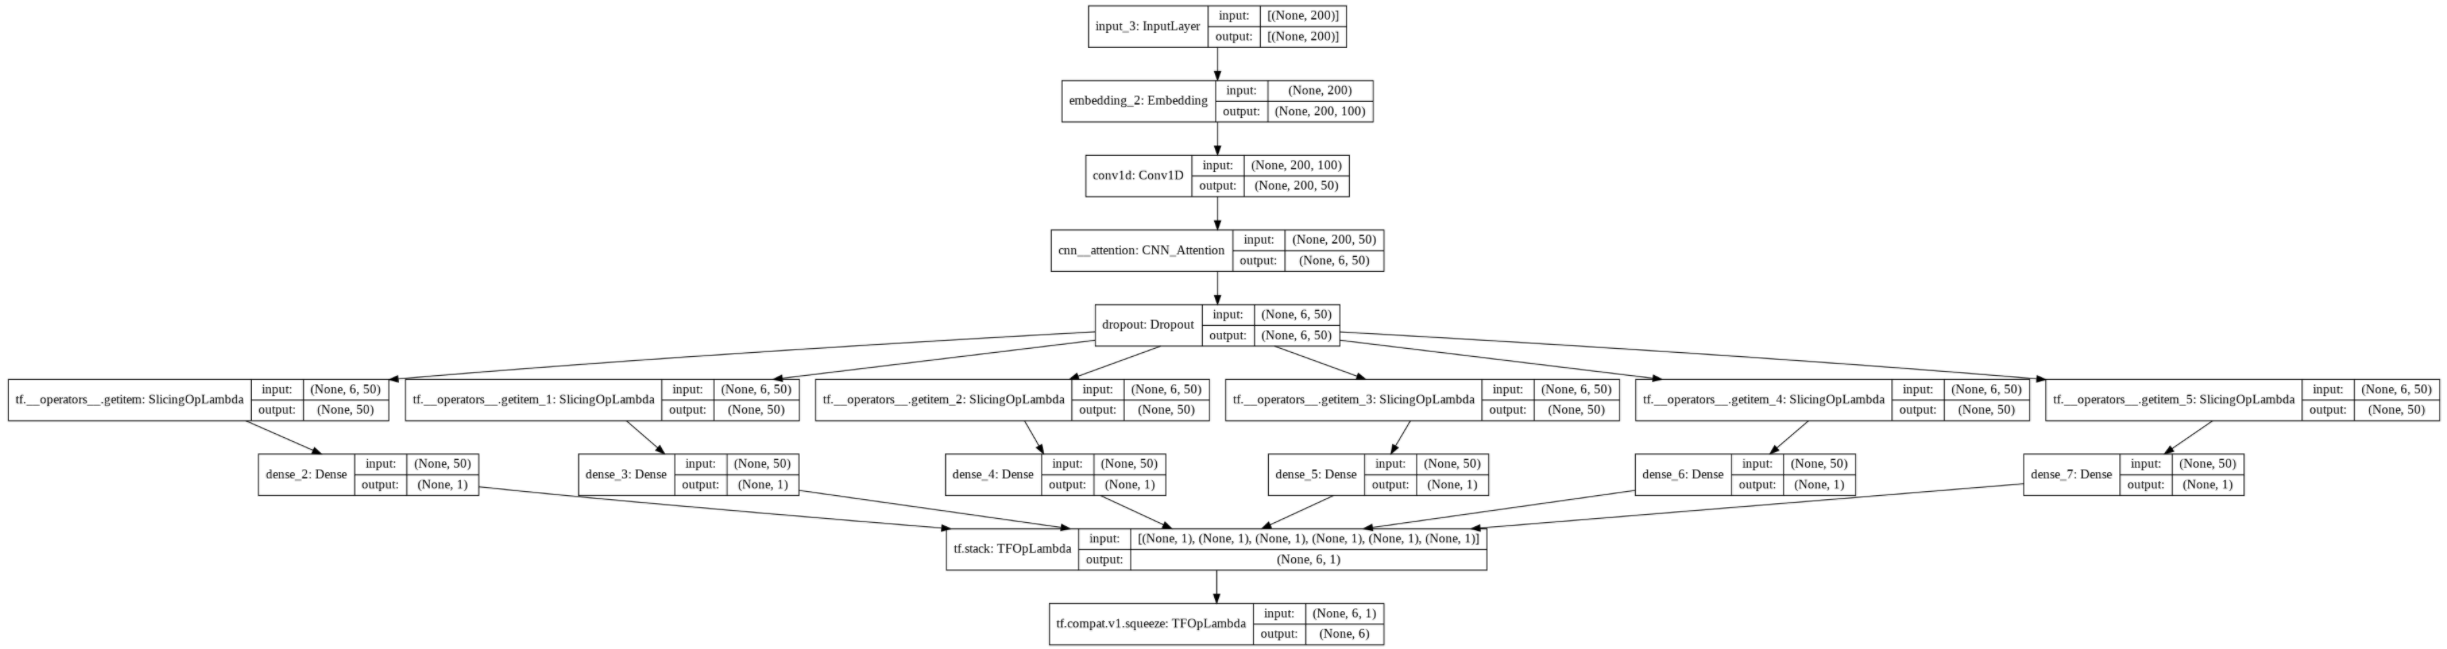 input_3: InputLayer
input: [(None, 200)]
output: [(None, 200)]
embedding_2: Embedding
input: (None, 200)
output: (None, 200, 100)
conv1d: Conv1D
input: (None, 200, 100)
output: (None, 200, 50)
cnn__attention: CNN_Attention
input: (None, 200, 50)
output: (None, 6, 50)
dropout: Dropout
input: (None, 6, 50)
output: (None, 6, 50)
tf.__operators__.getitem: SlicingOpLambda
input: (None, 6, 50)
output: (None, 50)
tf.__operators__.getitem_1: SlicingOpLambda
input: (None, 6, 50)
output: (None, 50)
tf.__operators__.getitem_2: SlicingOpLambda
input: (None, 6, 50)
output: (None, 50)
tf.__operators__.getitem_3: SlicingOpLambda
input: (None, 6, 50)
output: (None, 50)
tf.__operators__.getitem_4: SlicingOpLambda
input: (None, 6, 50)
output: (None, 50)
tf.__operators__.getitem_5: SlicingOpLambda
input: (None, 6, 50)
output: (None, 50)
dense_2: Dense
input: (None, 50)
output: (None, 1)
dense_3: Dense
input: (None, 50)
output: (None, 1)
dense_4: Dense
input: (None, 50)
output: (None, 1)
dense_5: Dense
input: (None, 50)
output: (None, 1)
dense_6: Dense
input: (None, 50)
output: (None, 1)
dense_7: Dense
input: (None, 50)
output: (None, 1)
tf.stack: TFOpLambda
input: [(None, 1), (None, 1), (None, 1), (None, 1), (None, 1), (None, 1)]
output: (None, 6, 1)
tf.compat.v1.squeeze: TFOpLambda
input: (None, 6, 1)
output: (None, 6)